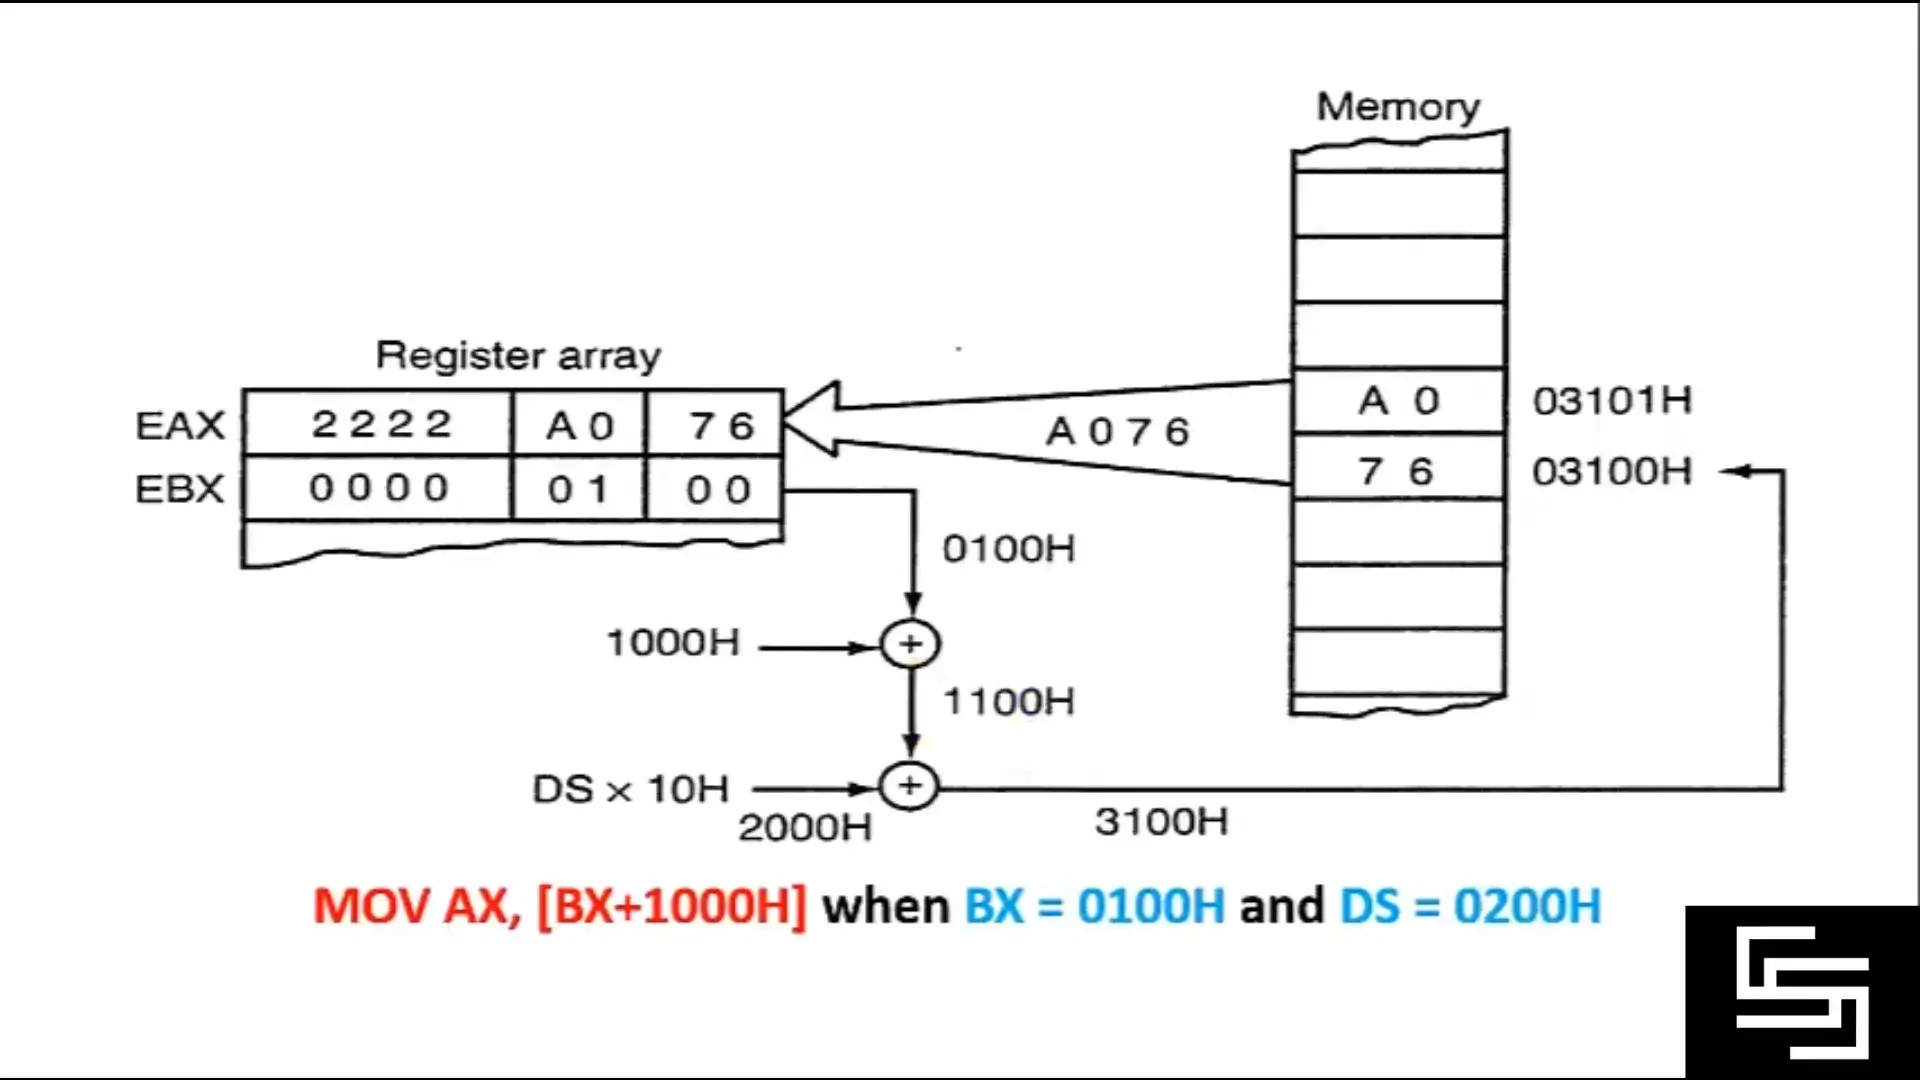 Memory
Register array
EAX 2222 A0 76
A076
A 0 03101H
EBX 0000 01 00
7 6 03100H
0100H
1000H +
1100H
DS x 10H +
2000H 3100H
MOV AX, [BX+1000H] when BX = 0100H and DS = 0200H